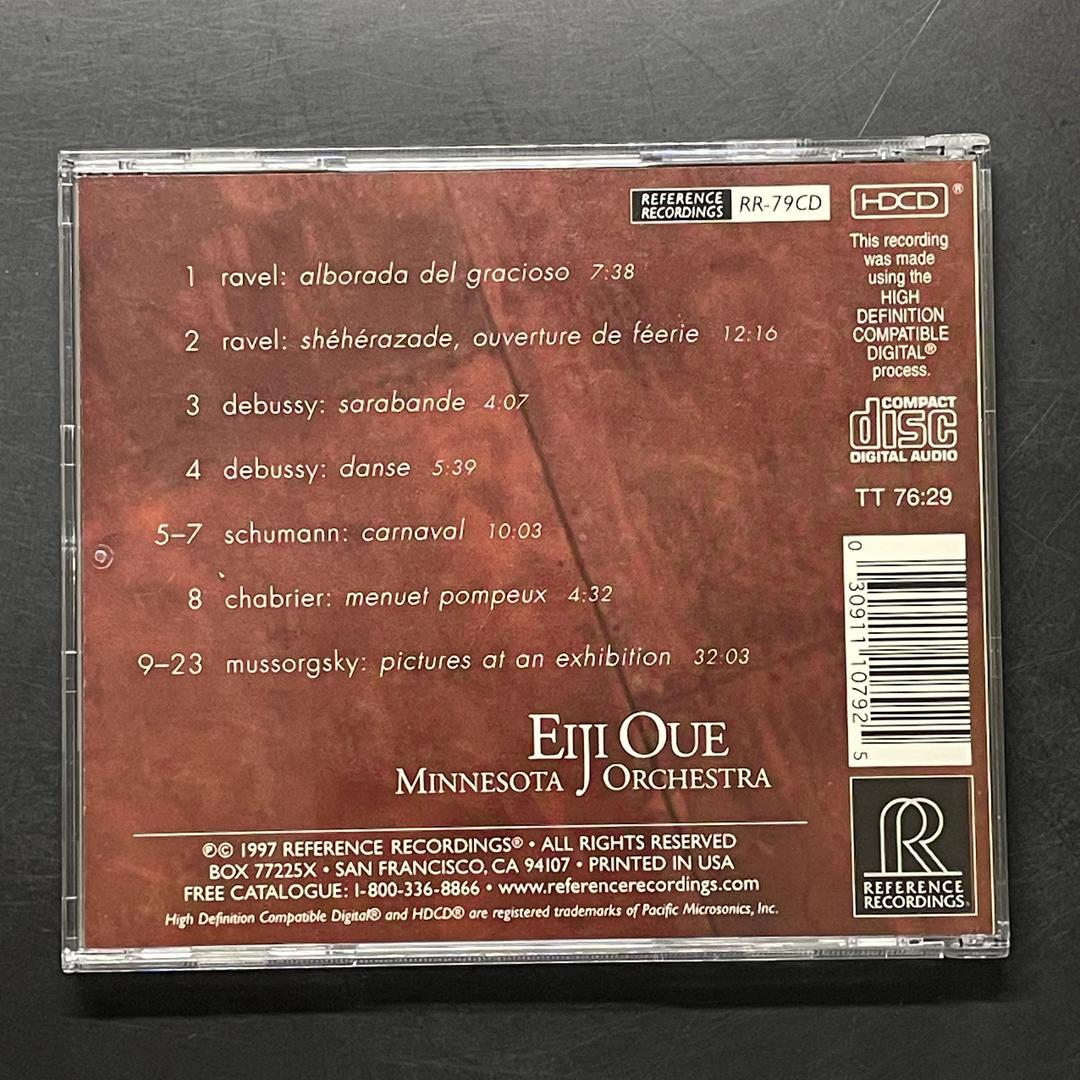 REFERENCE RECORDINGS RR-79CD
HDCD®
This recording
was made
using the
HIGH
DEFINITION
COMPATIBLE
DIGITAL®
process.
COMPACT
disc
DIGITAL AUDIO
TT 76:29
1 ravel: alborada del gracioso 7:38
2 ravel: shéhérazade, ouverture de féerie 12:16
3 debussy: sarabande 4:07
4 debussy: danse 5:39
5–7 schumann: carnaval 10:03
8 chabrier: menuet pompeux 4:32
9–23 mussorgsky: pictures at an exhibition 32:03
EIJI OUE
MINNESOTA ORCHESTRA
0 30911 10792 5
RR
REFERENCE
RECORDINGS®
℗© 1997 REFERENCE RECORDINGS® • ALL RIGHTS RESERVED
BOX 77225X • SAN FRANCISCO, CA 94107 • PRINTED IN USA
FREE CATALOGUE: 1-800-336-8866 • www.referencerecordings.com
High Definition Compatible Digital® and HDCD® are registered trademarks of Pacific Microsonics, Inc.